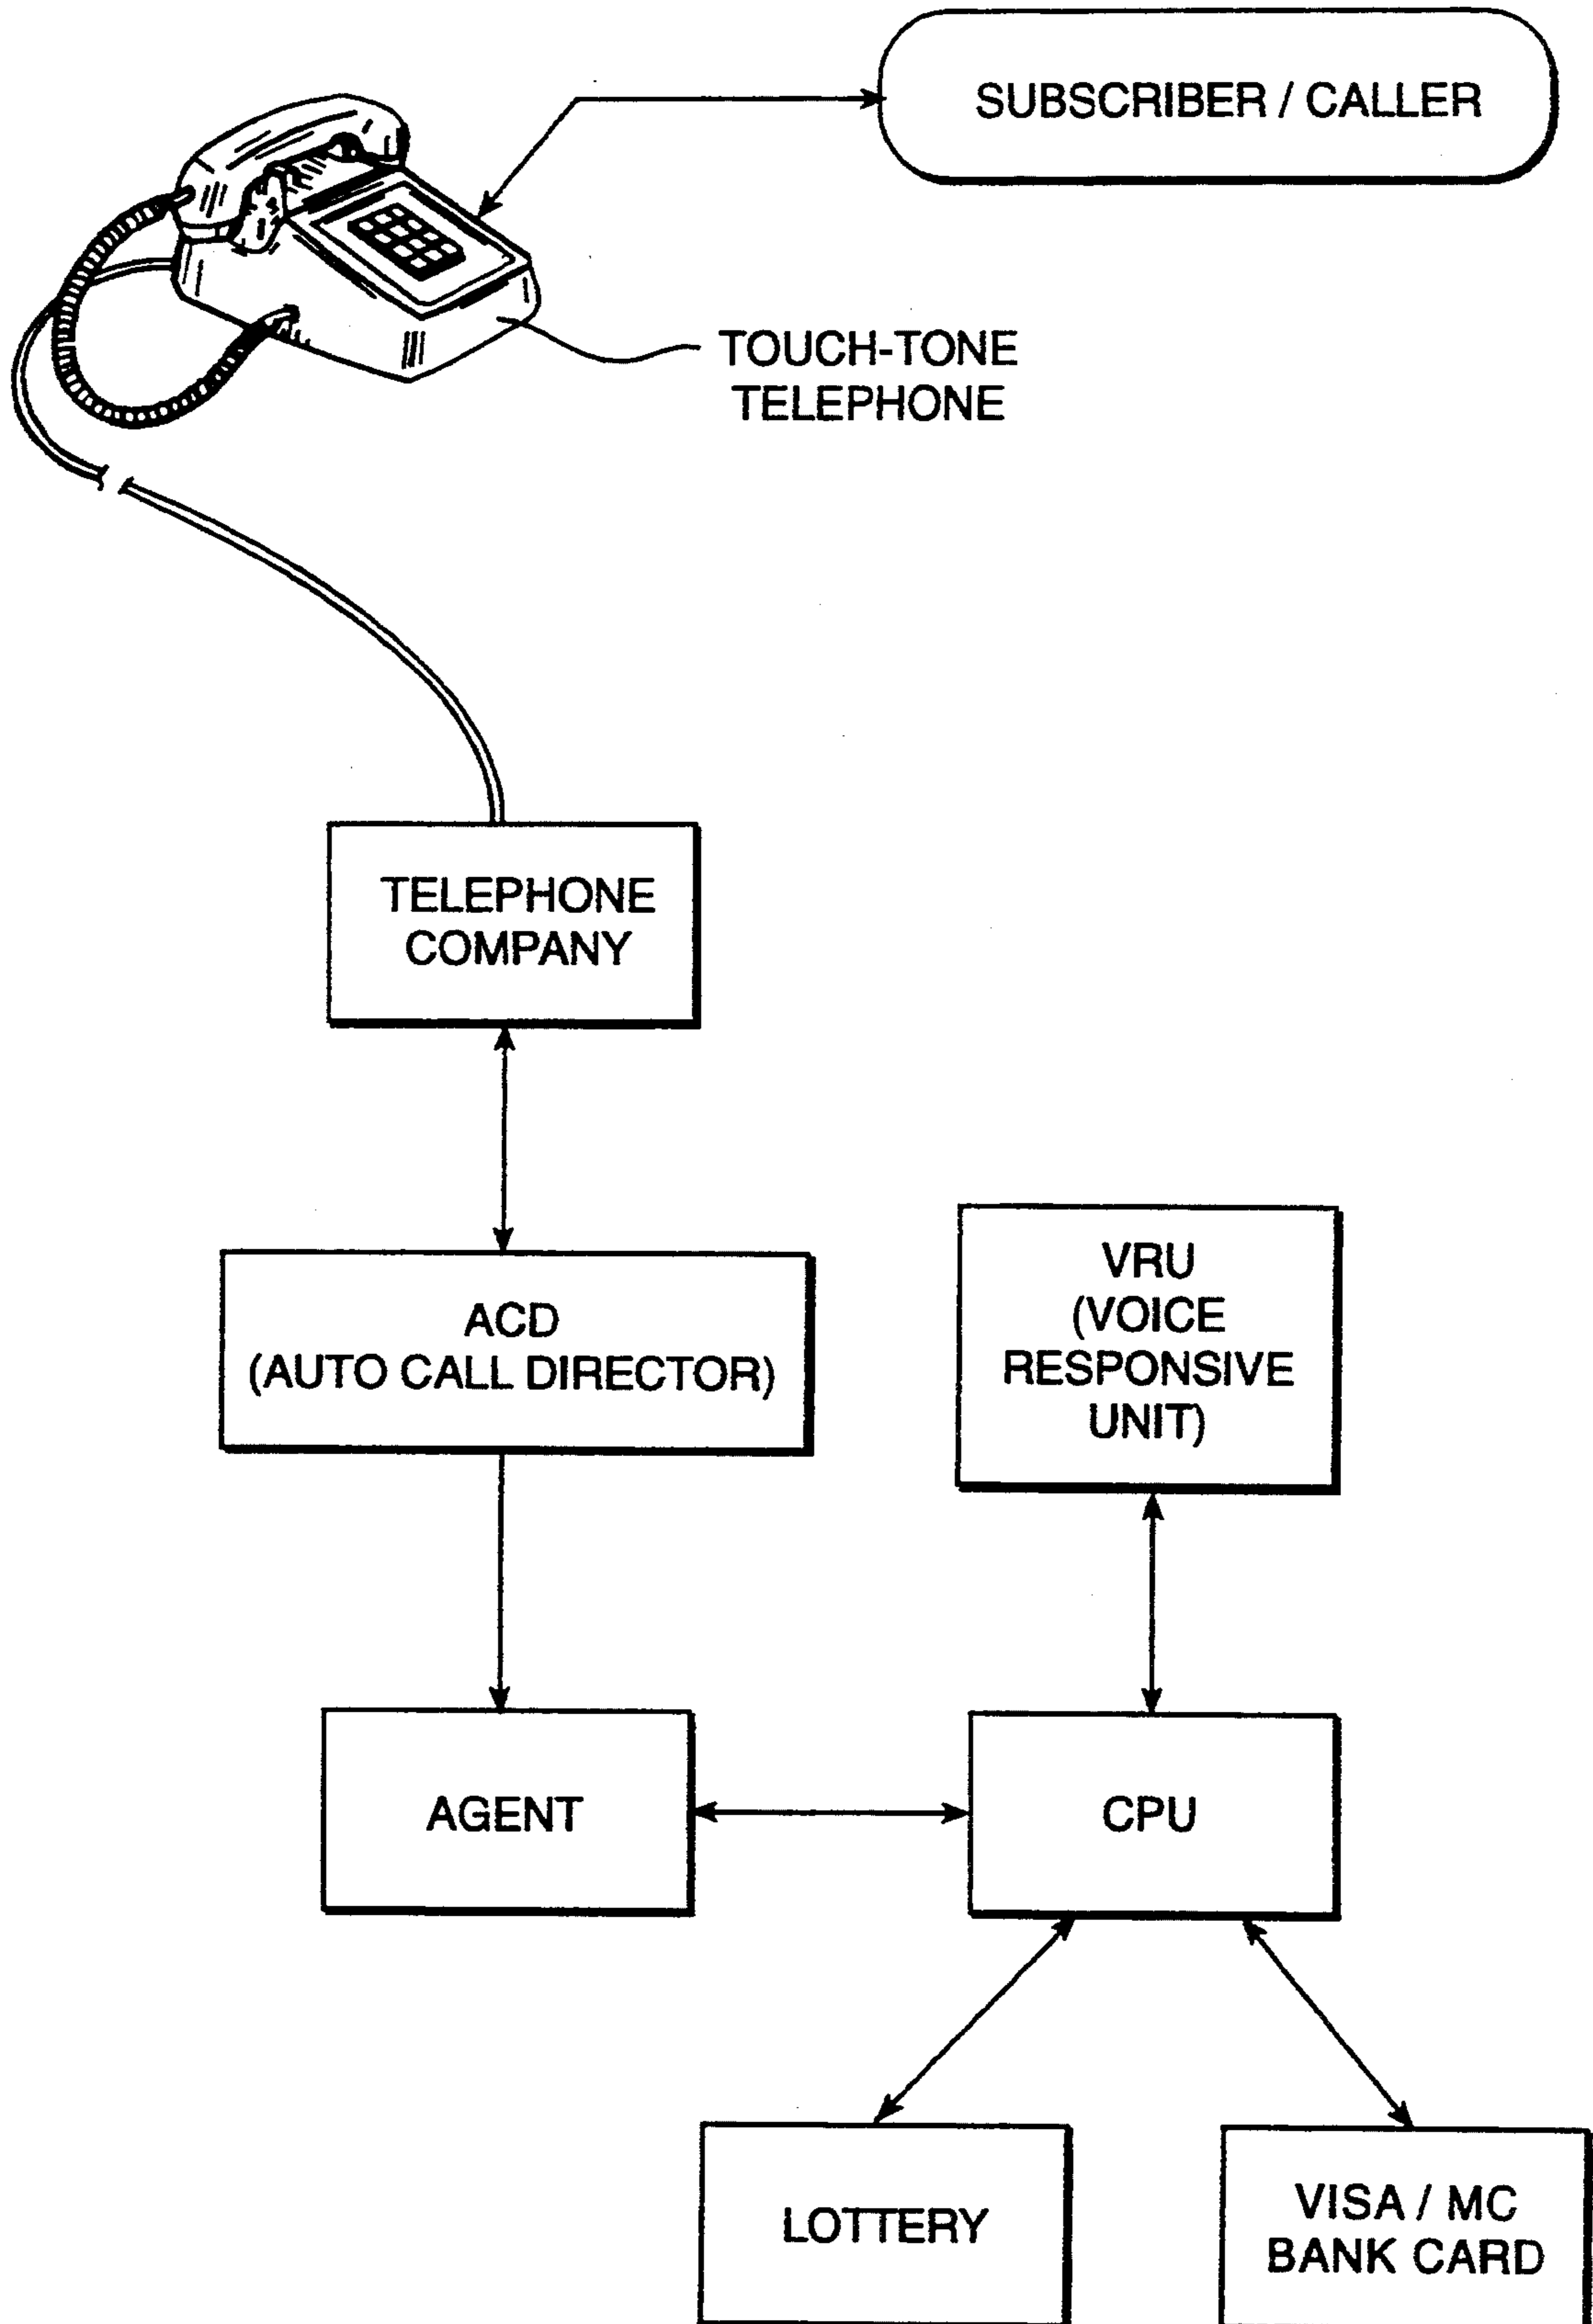 SUBSCRIBER / CALLER
TOUCH-TONE
TELEPHONE
TELEPHONE
COMPANY
ACD
(AUTO CALL DIRECTOR)
VRU
(VOICE
RESPONSIVE
UNIT)
AGENT
CPU
LOTTERY
VISA / MC
BANK CARD